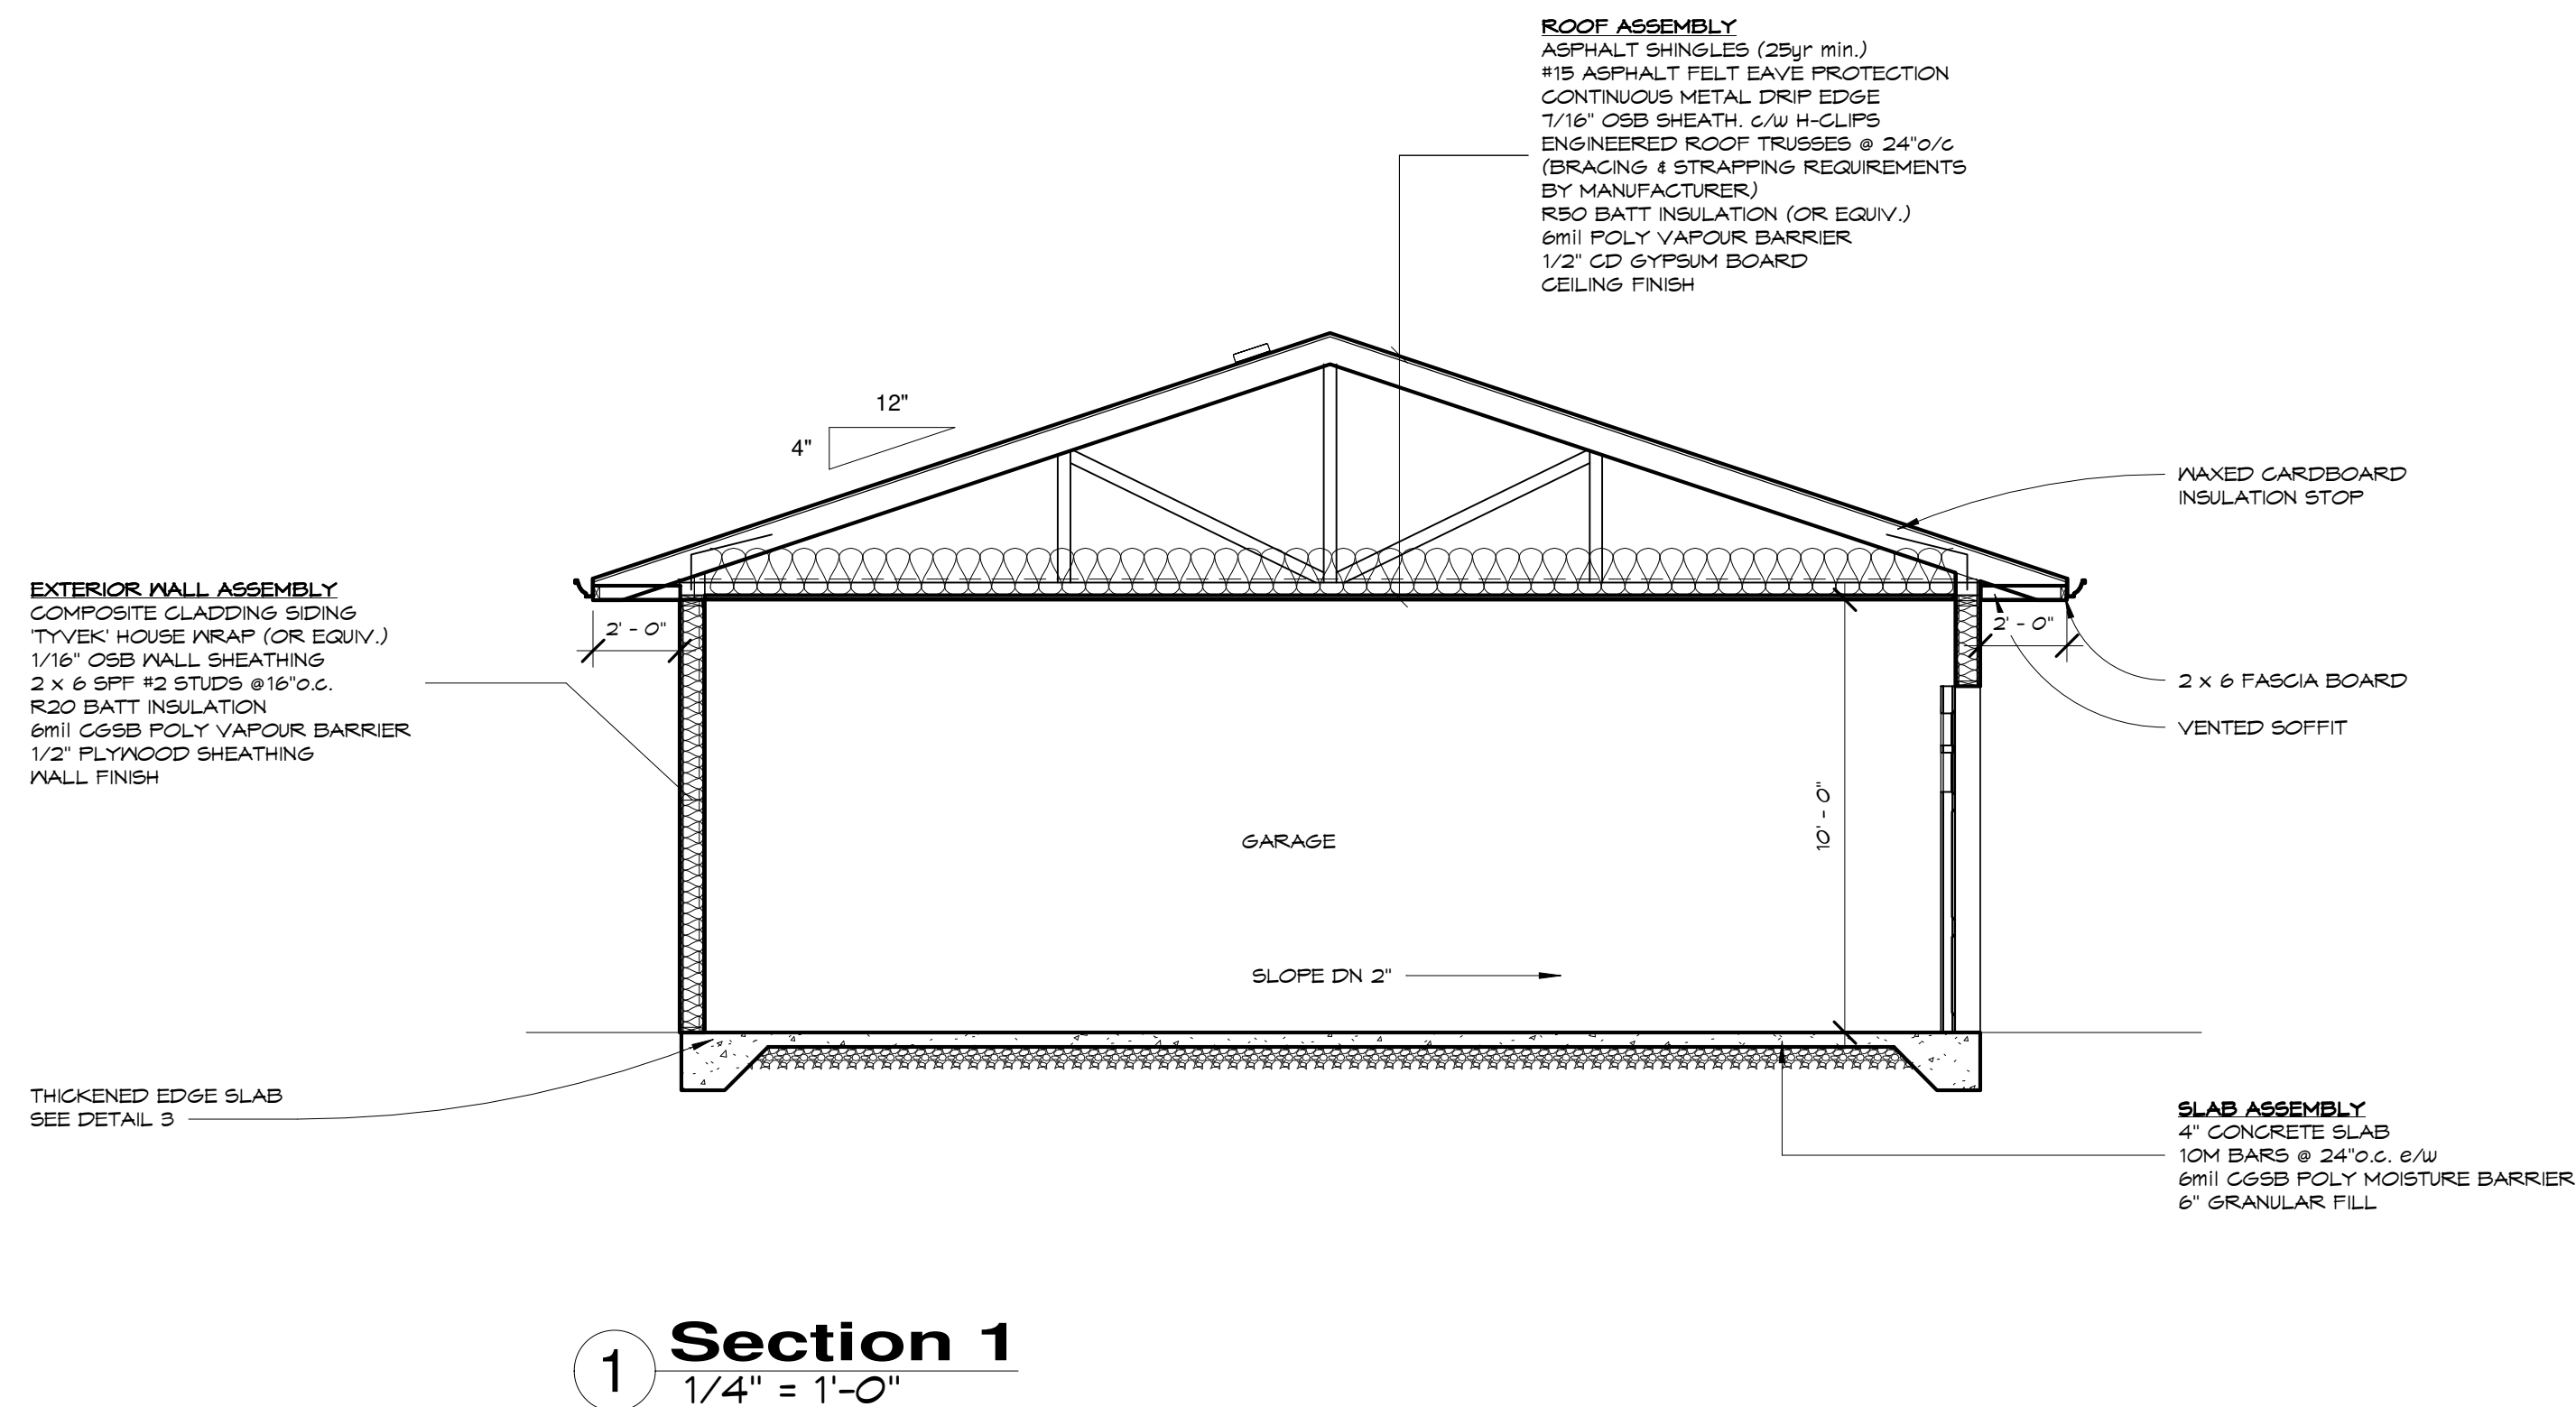 ROOF ASSEMBLY
ASPHALT SHINGLES (25yr min.)
#15 ASPHALT FELT EAVE PROTECTION
CONTINUOUS METAL DRIP EDGE
7/16" OSB SHEATH. c/w H-CLIPS
ENGINEERED ROOF TRUSSES @ 24"o/c
(BRACING & STRAPPING REQUIREMENTS
BY MANUFACTURER)
R50 BATT INSULATION (OR EQUIV.)
6mil POLY VAPOUR BARRIER
1/2" CD GYPSUM BOARD
CEILING FINISH
12"
4"
WAXED CARDBOARD
INSULATION STOP
EXTERIOR WALL ASSEMBLY
COMPOSITE CLADDING SIDING
'TYVEK' HOUSE WRAP (OR EQUIV.)
1/16" OSB WALL SHEATHING
2 x 6 SPF #2 STUDS @16"o.c.
R20 BATT INSULATION
6mil CGSB POLY VAPOUR BARRIER
1/2" PLYWOOD SHEATHING
WALL FINISH
2' - 0"
2' - 0"
2 x 6 FASCIA BOARD
VENTED SOFFIT
10' - 0"
GARAGE
SLOPE DN 2"
THICKENED EDGE SLAB
SEE DETAIL 3
SLAB ASSEMBLY
4" CONCRETE SLAB
10M BARS @ 24"o.c. e/w
6mil CGSB POLY MOISTURE BARRIER
6" GRANULAR FILL
1 Section 1
1/4" = 1'-0"